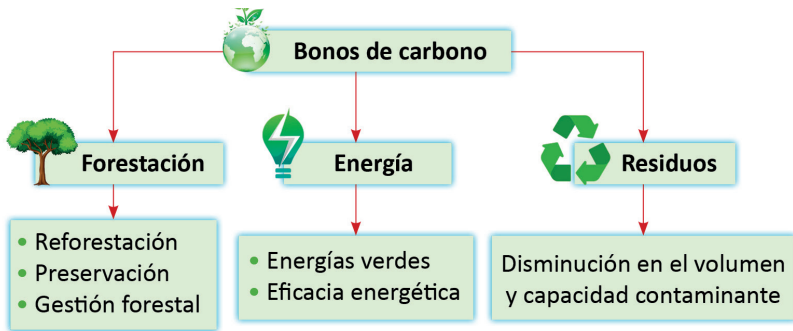 Bonos de carbono
Forestación
Energía
Residuos
• Reforestación
• Preservación
• Gestión forestal
• Energías verdes
• Eficacia energética
Disminución en el volumen
y capacidad contaminante